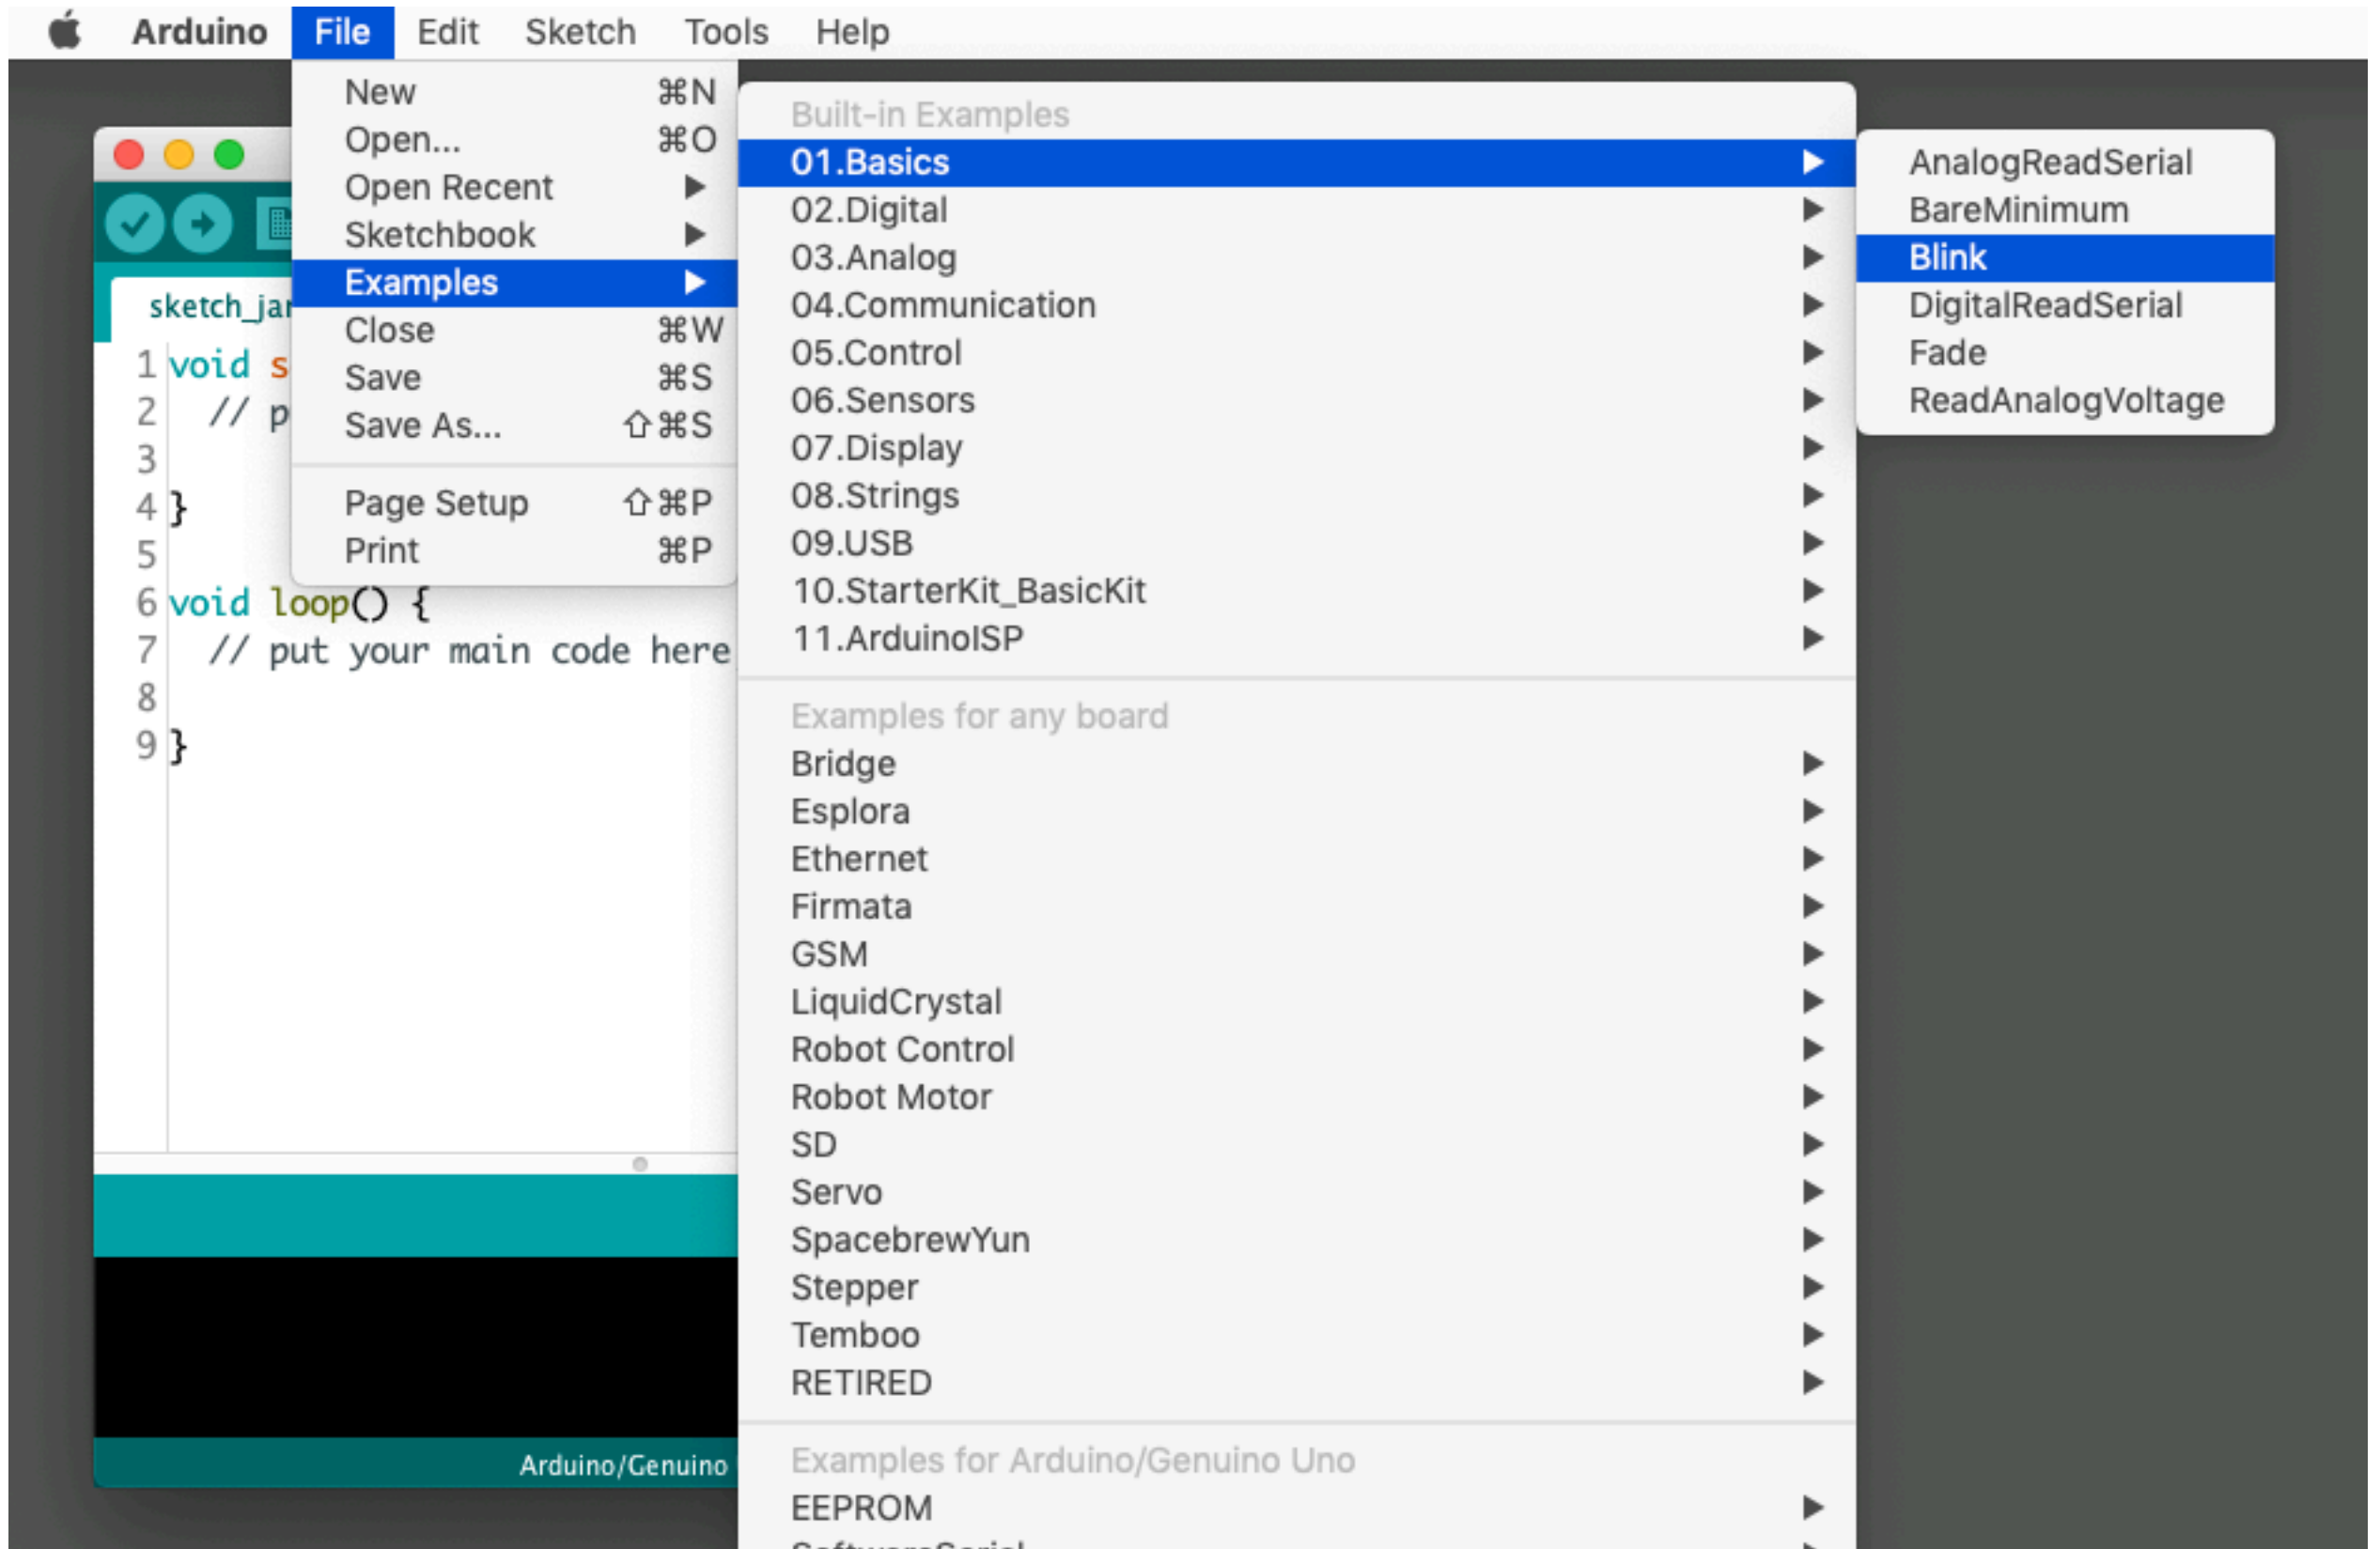 Arduino File Edit Sketch Tools Help
New ⌘N
Open... ⌘O
Open Recent
Sketchbook
Examples
Close ⌘W
Save ⌘S
Save As... ⇧⌘S
Page Setup ⇧⌘P
Print ⌘P
Built-in Examples
01.Basics
02.Digital
03.Analog
04.Communication
05.Control
06.Sensors
07.Display
08.Strings
09.USB
10.StarterKit_BasicKit
11.ArduinoISP
Examples for any board
Bridge
Esplora
Ethernet
Firmata
GSM
LiquidCrystal
Robot Control
Robot Motor
SD
Servo
SpacebrewYun
Stepper
Temboo
RETIRED
Examples for Arduino/Genuino Uno
EEPROM
AnalogReadSerial
BareMinimum
Blink
DigitalReadSerial
Fade
ReadAnalogVoltage
sketch_jar
1 void s
2 // p
3
4 }
5
6 void loop() {
7 // put your main code here
8
9 }
Arduino/Genuino